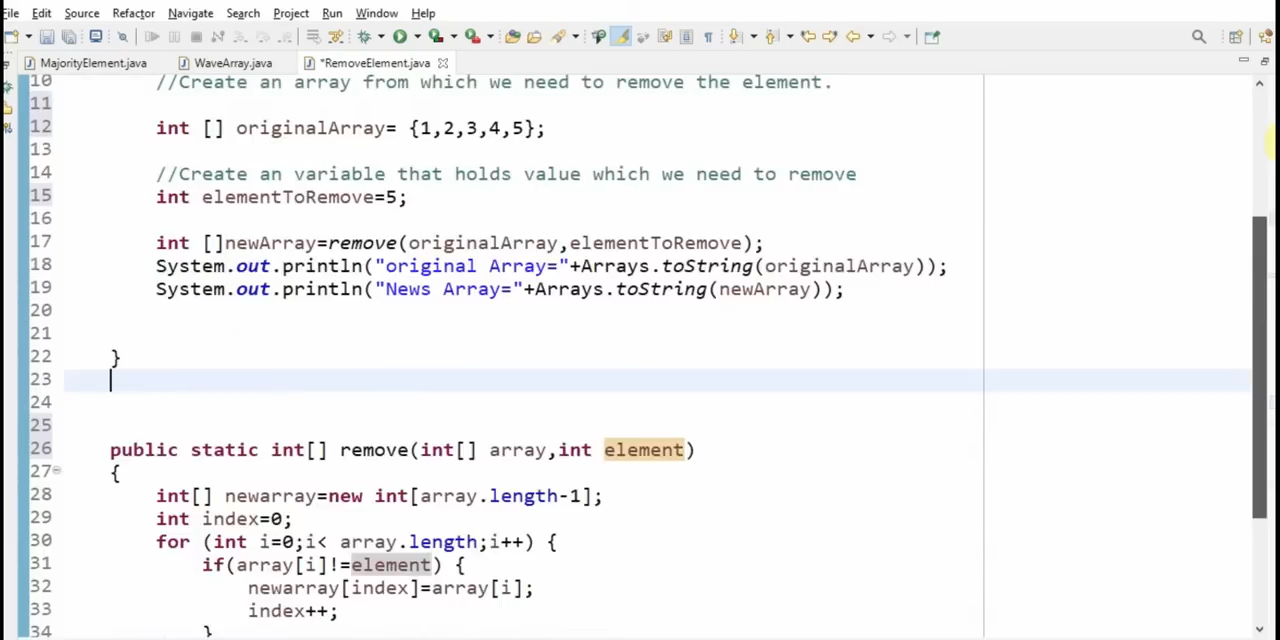 File Edit Source Refactor Navigate Search Project Run Window Help
MajorityElement.java WaveArray.java *RemoveElement.java
10 //Create an array from which we need to remove the element.
11
12 int [] originalArray= {1,2,3,4,5};
13
14 //Create an variable that holds value which we need to remove
15 int elementToRemove=5;
16
17 int []newArray=remove(originalArray,elementToRemove);
18 System.out.println("original Array="+Arrays.toString(originalArray));
19 System.out.println("News Array="+Arrays.toString(newArray));
20
21
22 }
23
24
25
26 public static int[] remove(int[] array,int element)
27 {
28 int[] newarray=new int[array.length-1];
29 int index=0;
30 for (int i=0;i< array.length;i++) {
31 if(array[i]!=element) {
32 newarray[index]=array[i];
33 index++;
34 }